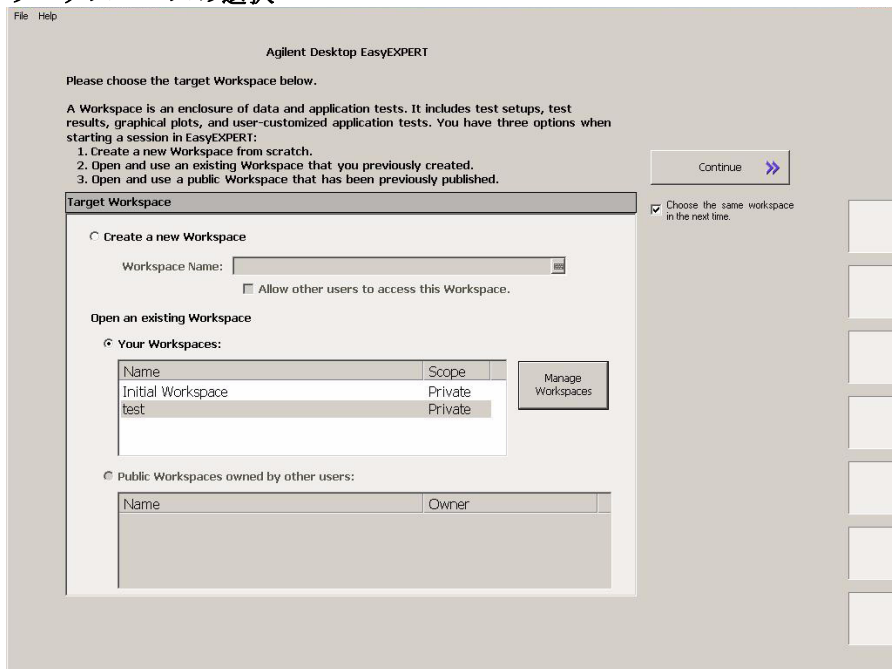 の選択
File Help
Agilent Desktop EasyEXPERT
Please choose the target Workspace below.
A Workspace is an enclosure of data and application tests. It includes test setups, test
results, graphical plots, and user-customized application tests. You have three options when
starting a session in EasyEXPERT:
1. Create a new Workspace from scratch.
2. Open and use an existing Workspace that you previously created.
3. Open and use a public Workspace that has been previously published.
Continue
Choose the same workspace
in the next time.
Target Workspace
Create a new Workspace
Workspace Name:
Allow other users to access this Workspace.
Open an existing Workspace
Your Workspaces:
Name Scope
Initial Workspace Private
test Private
Manage
Workspaces
Public Workspaces owned by other users:
Name Owner